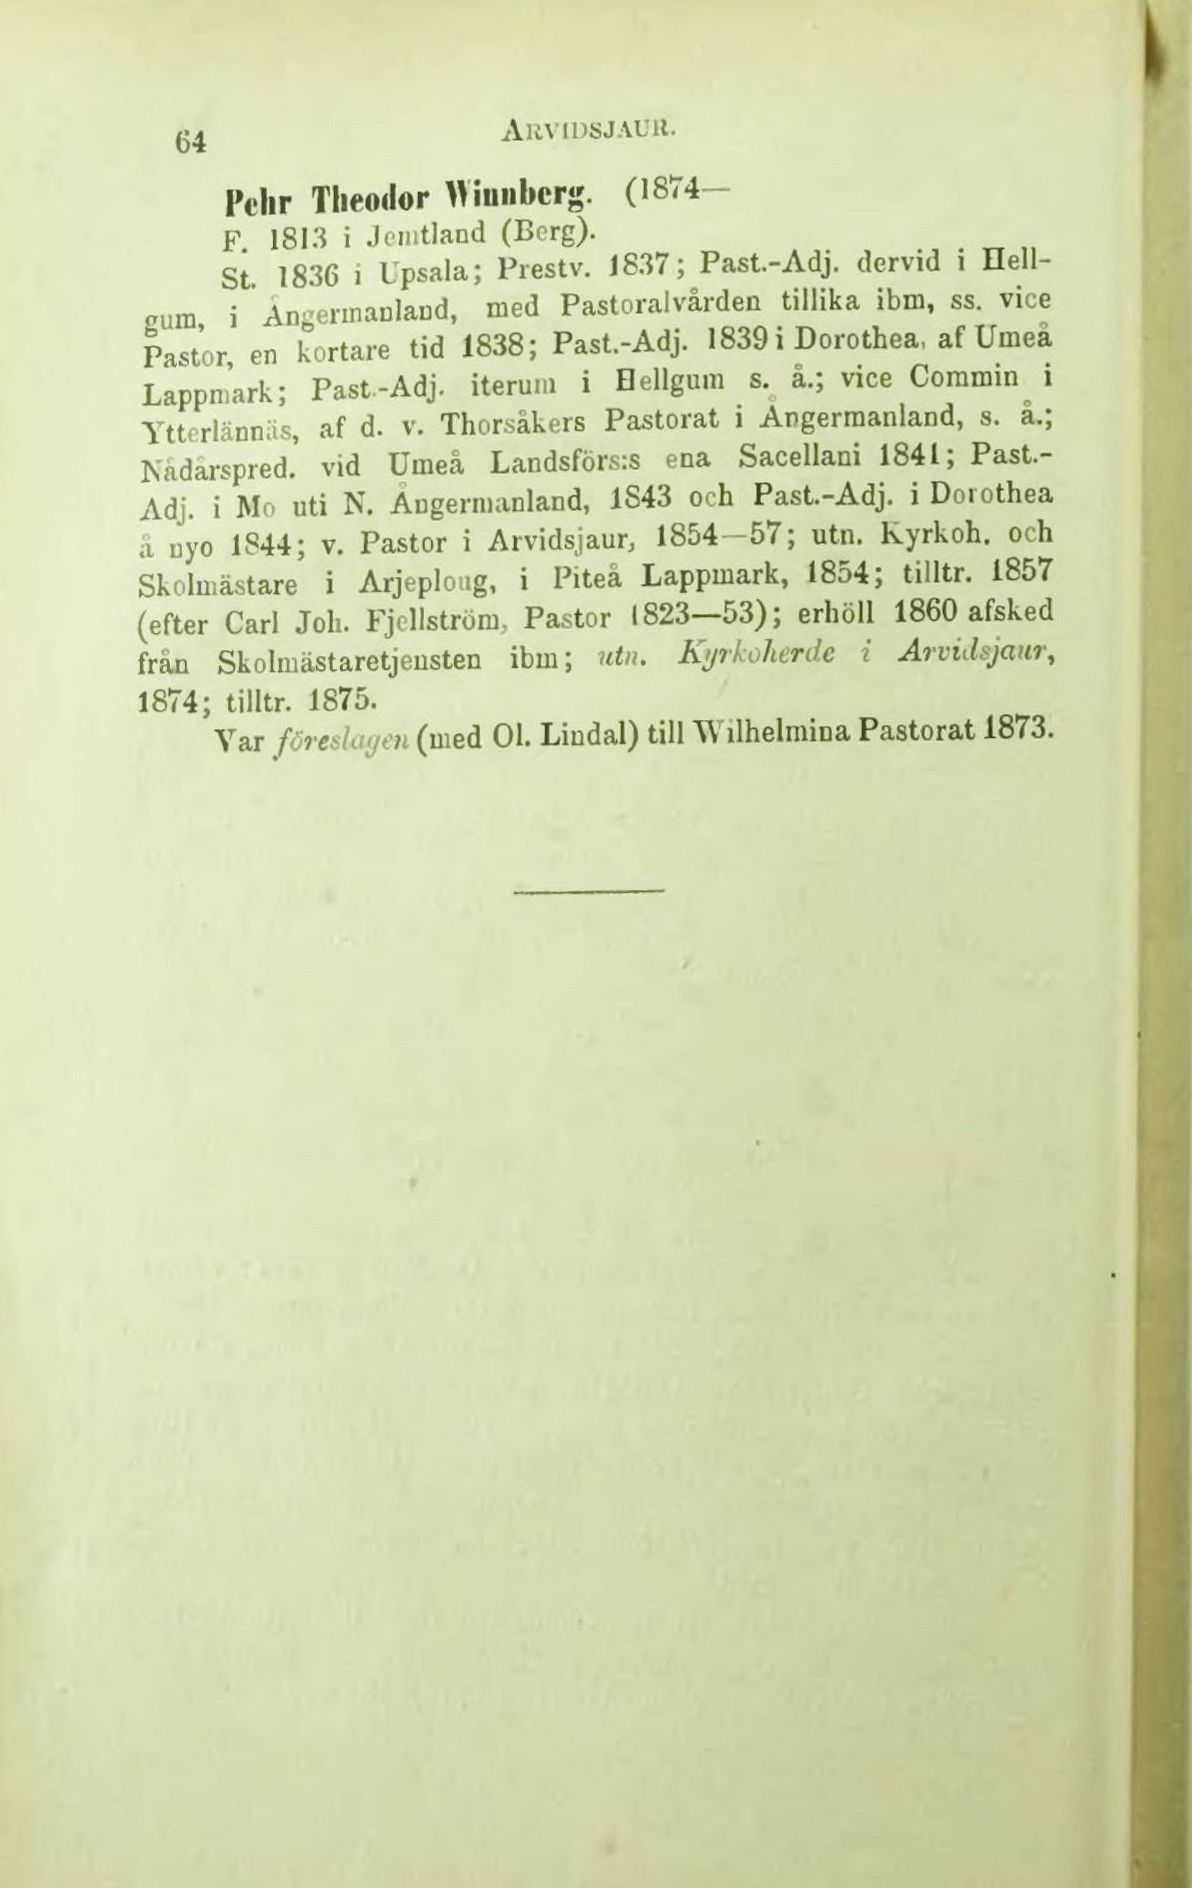 64
ARVIDSJAUR.
Pehr Theodor Winnberg. (1874—
F. 1813 i Jemtland (Berg).
St. 1836 i Upsala; Prestv. 1837; Past.-Adj. dervid i Hell-
gum, i Ångermanland, med Pastoralvården tillika ibm, ss. vice
Pastor, en kortare tid 1838; Past.-Adj. 1839 i Dorothea, af Umeå
Lappmark; Past.-Adj. iterum i Hellgum s. å.; vice Commin i
Ytterlännäs, af d. v. Thorsåkers Pastorat i Ångermanland, s. å.;
Nådårspred. vid Umeå Landsförs:s ena Sacellani 1841; Past.-
Adj. i Mo uti N. Ångermanland, 1843 och Past.-Adj. i Dorothea
å nyo 1844; v. Pastor i Arvidsjaur, 1854—57; utn. Kyrkoh. och
Skolmästare i Arjeploug, i Piteå Lappmark, 1854; tilltr. 1857
(efter Carl Joh. Fjellström, Pastor 1823—53); erhöll 1860 afsked
från Skolmästaretjensten ibm; utn. Kyrkoherde i Arvidsjaur,
1874; tilltr. 1875.
Var föreslagen (med Ol. Lindal) till Wilhelmina Pastorat 1873.